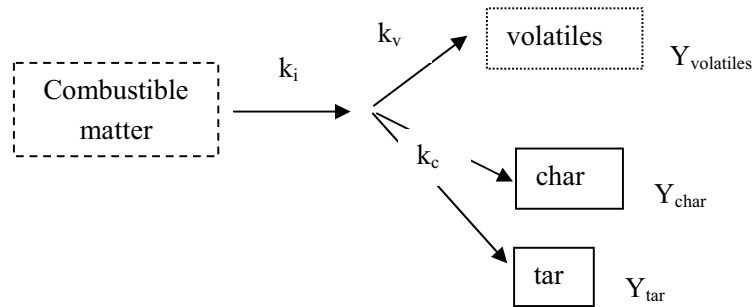 k_v
volatiles
Y_volatiles
k_i
Combustible
matter
k_c
char
Y_char
tar
Y_tar